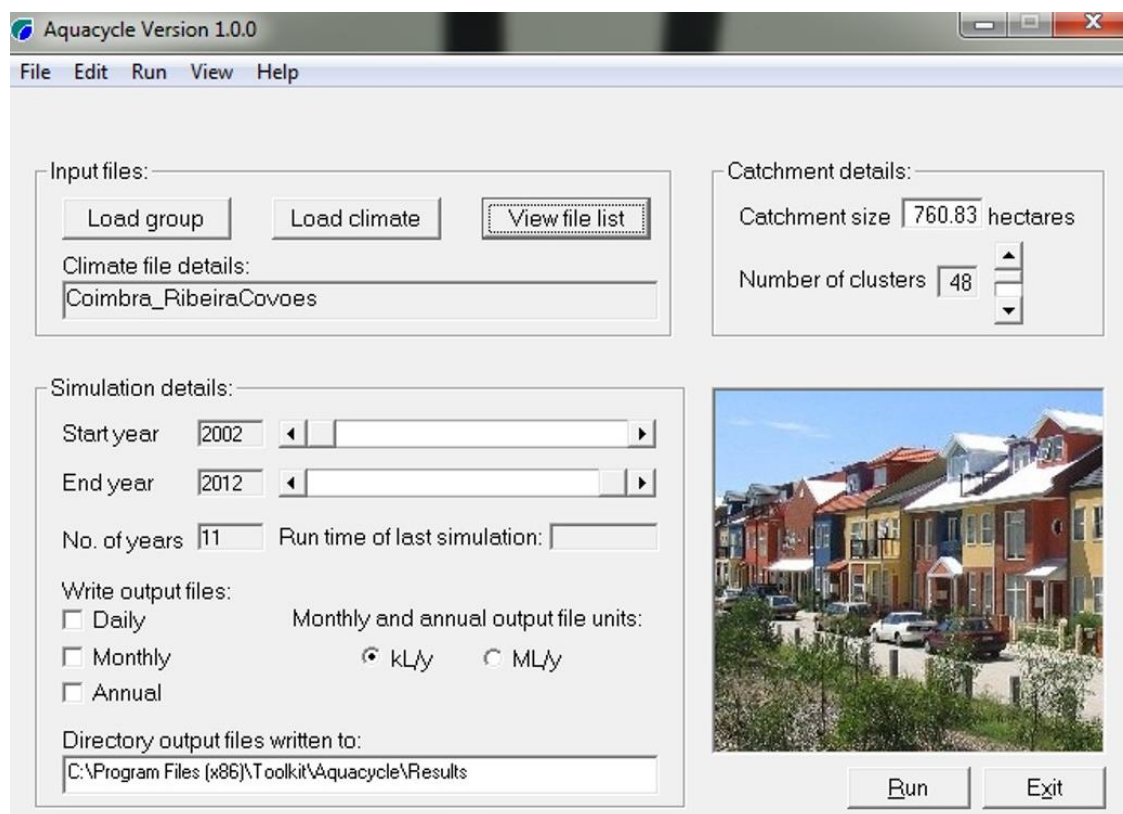 Aquacycle Version 1.0.0
File Edit Run View Help
Input files:
Load group Load climate View file list
Climate file details:
Coimbra_RibeiraCovoes
Catchment details:
Catchment size 760.83 hectares
Number of clusters 48
Simulation details:
Start year 2002
End year 2012
No. of years 11 Run time of last simulation:
Write output files:
Daily
Monthly
Annual
Monthly and annual output file units:
kL/y ML/y
Directory output files written to:
C:\Program Files (x86)\Toolkit\Aquacycle\Results
Run Exit